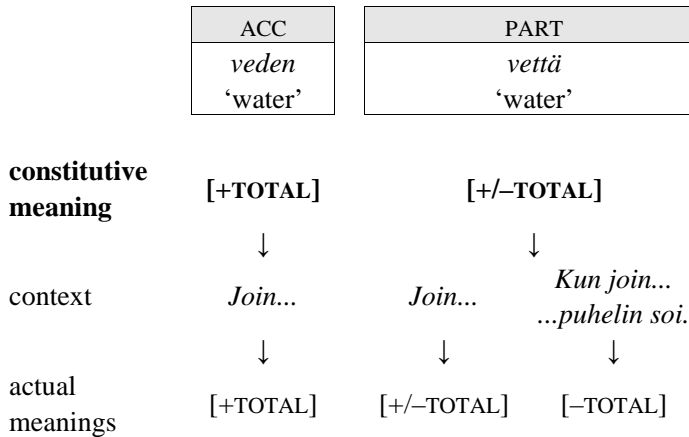 ACC PART
veden vettä
‘water’ ‘water’
constitutive
meaning [+TOTAL] [+/–TOTAL]
↓ ↓
context Join... Join... Kun join...
...puhelin soi.
↓ ↓ ↓
actual
meanings [+TOTAL] [+/–TOTAL] [–TOTAL]